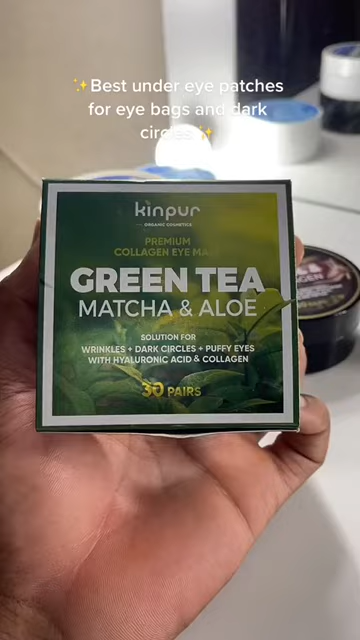 ✨Best under eye patches
for eye bags and dark
circles✨
kinpur
ORGANIC COSMETICS
PREMIUM
COLLAGEN EYE
GREEN TEA
MATCHA & ALOE
SOLUTION FOR
WRINKLES + DARK CIRCLES + PUFFY EYES
WITH HYALURONIC ACID & COLLAGEN
30 PAIRS